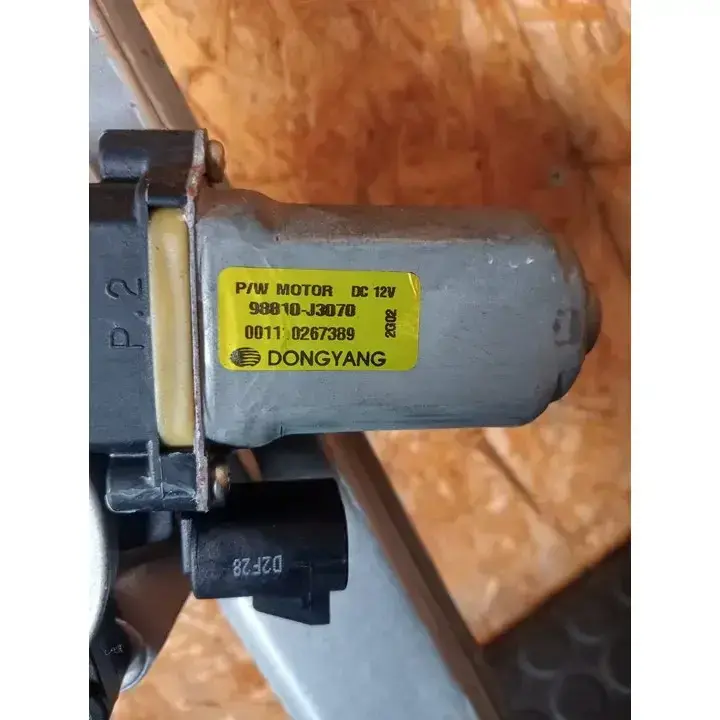 P/W MOTOR DC 12V
98810-J3070
0011 0267389
2G02
DONGYANG
P.2
D2F28